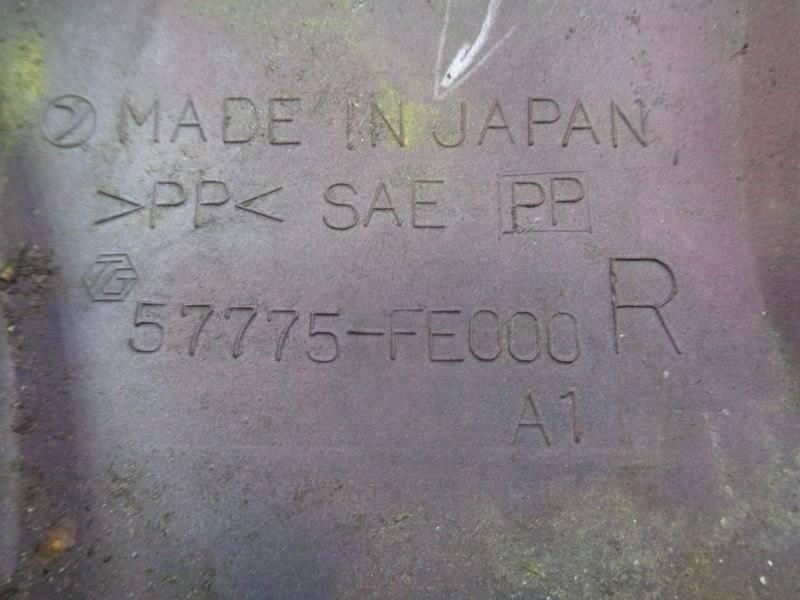 MADE IN JAPAN
>PP< SAE PP
57775-FE000 R
A1